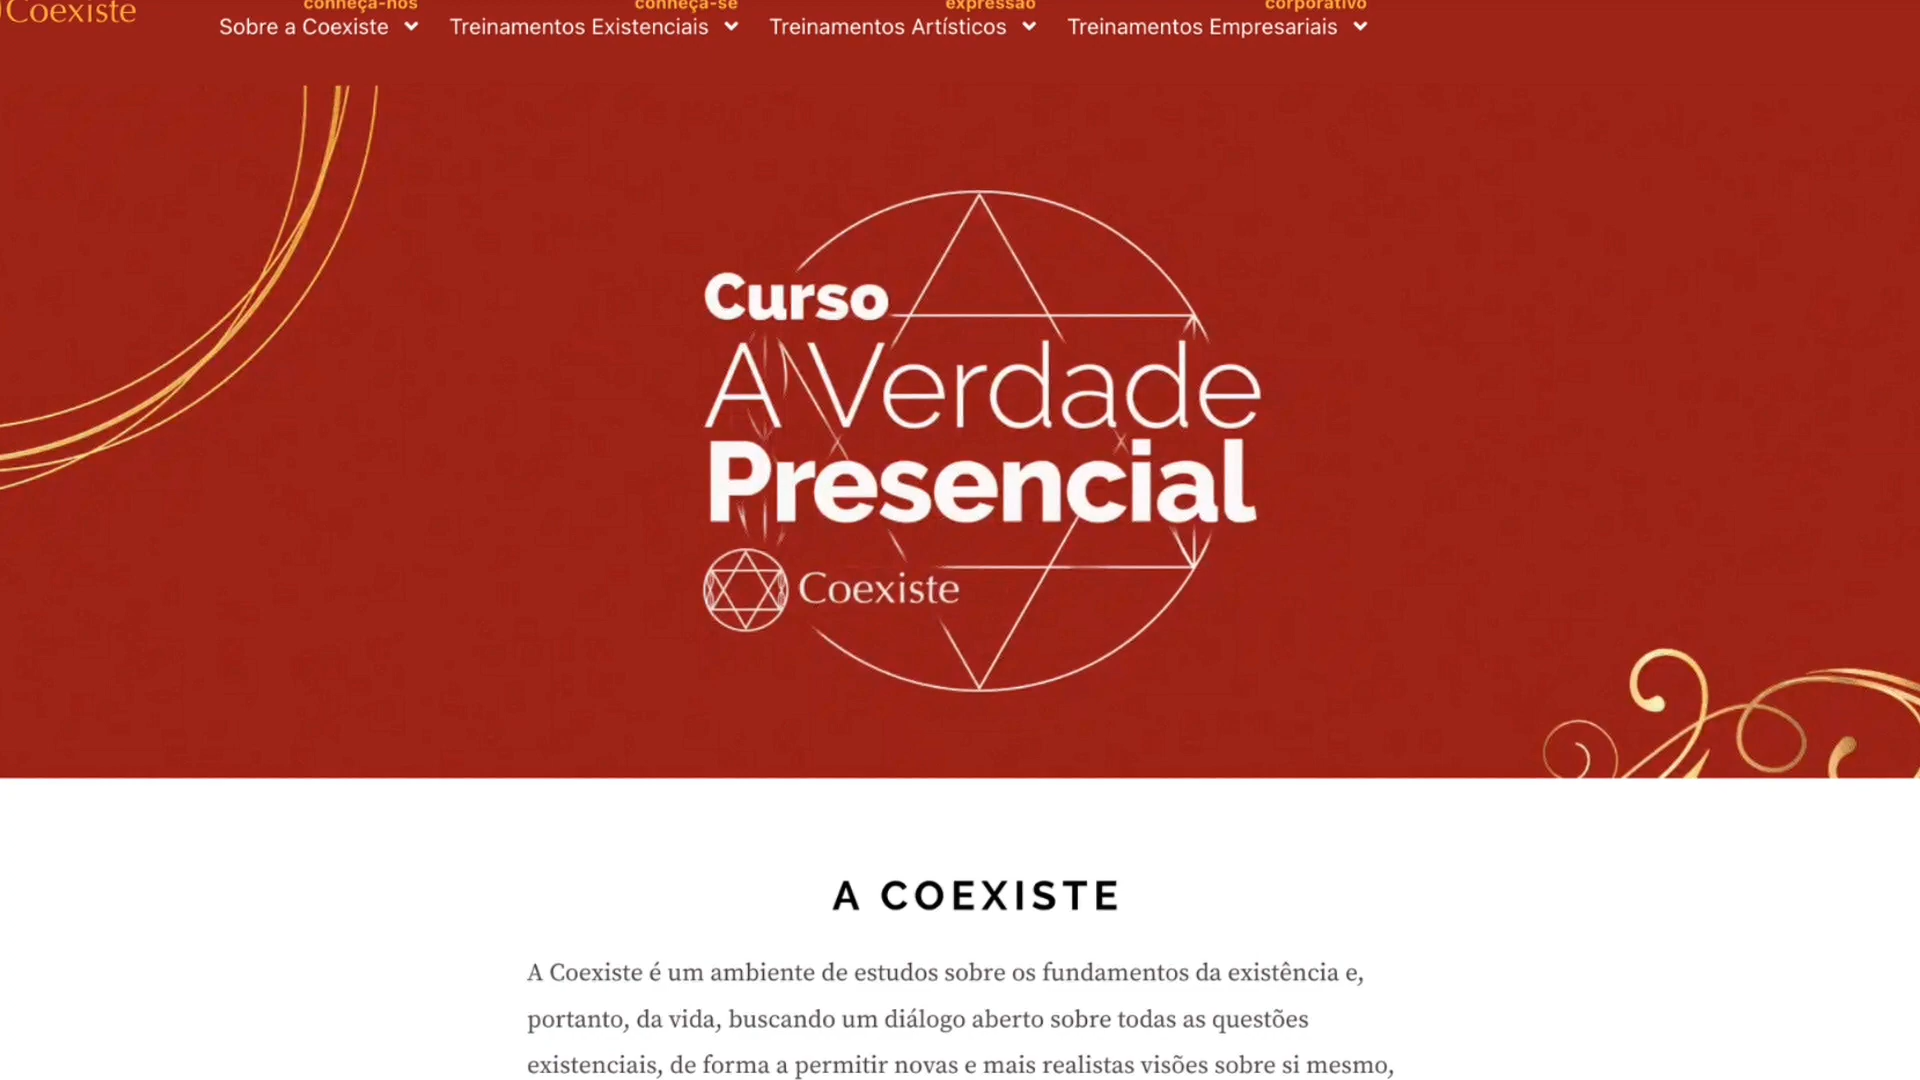 Coexiste
conheça-nos
Sobre a Coexiste
conheça-se
Treinamentos Existenciais
expressão
Treinamentos Artísticos
corporativo
Treinamentos Empresariais
Curso
A Verdade
Presencial
Coexiste
A COEXISTE
A Coexiste é um ambiente de estudos sobre os fundamentos da existência e,
portanto, da vida, buscando um diálogo aberto sobre todas as questões
existenciais, de forma a permitir novas e mais realistas visões sobre si mesmo,